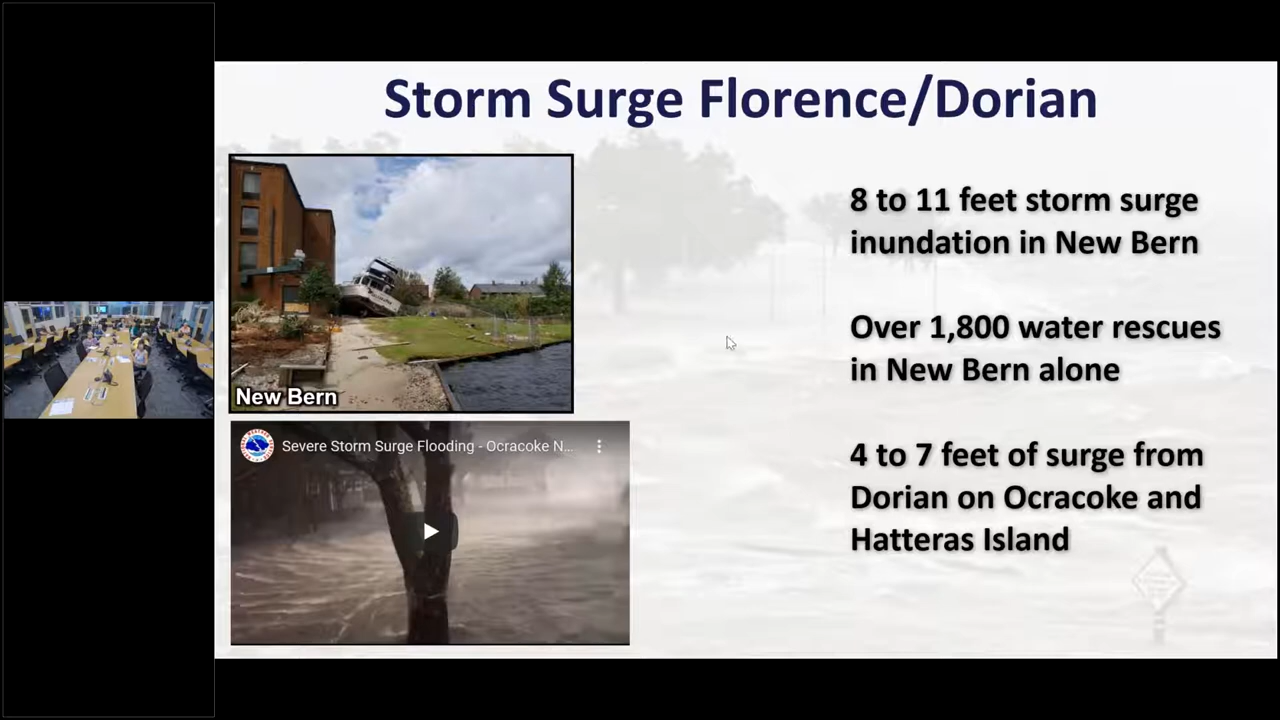 Storm Surge Florence/Dorian
New Bern
Severe Storm Surge Flooding - Ocracoke N...
8 to 11 feet storm surge
inundation in New Bern
Over 1,800 water rescues
in New Bern alone
4 to 7 feet of surge from
Dorian on Ocracoke and
Hatteras Island